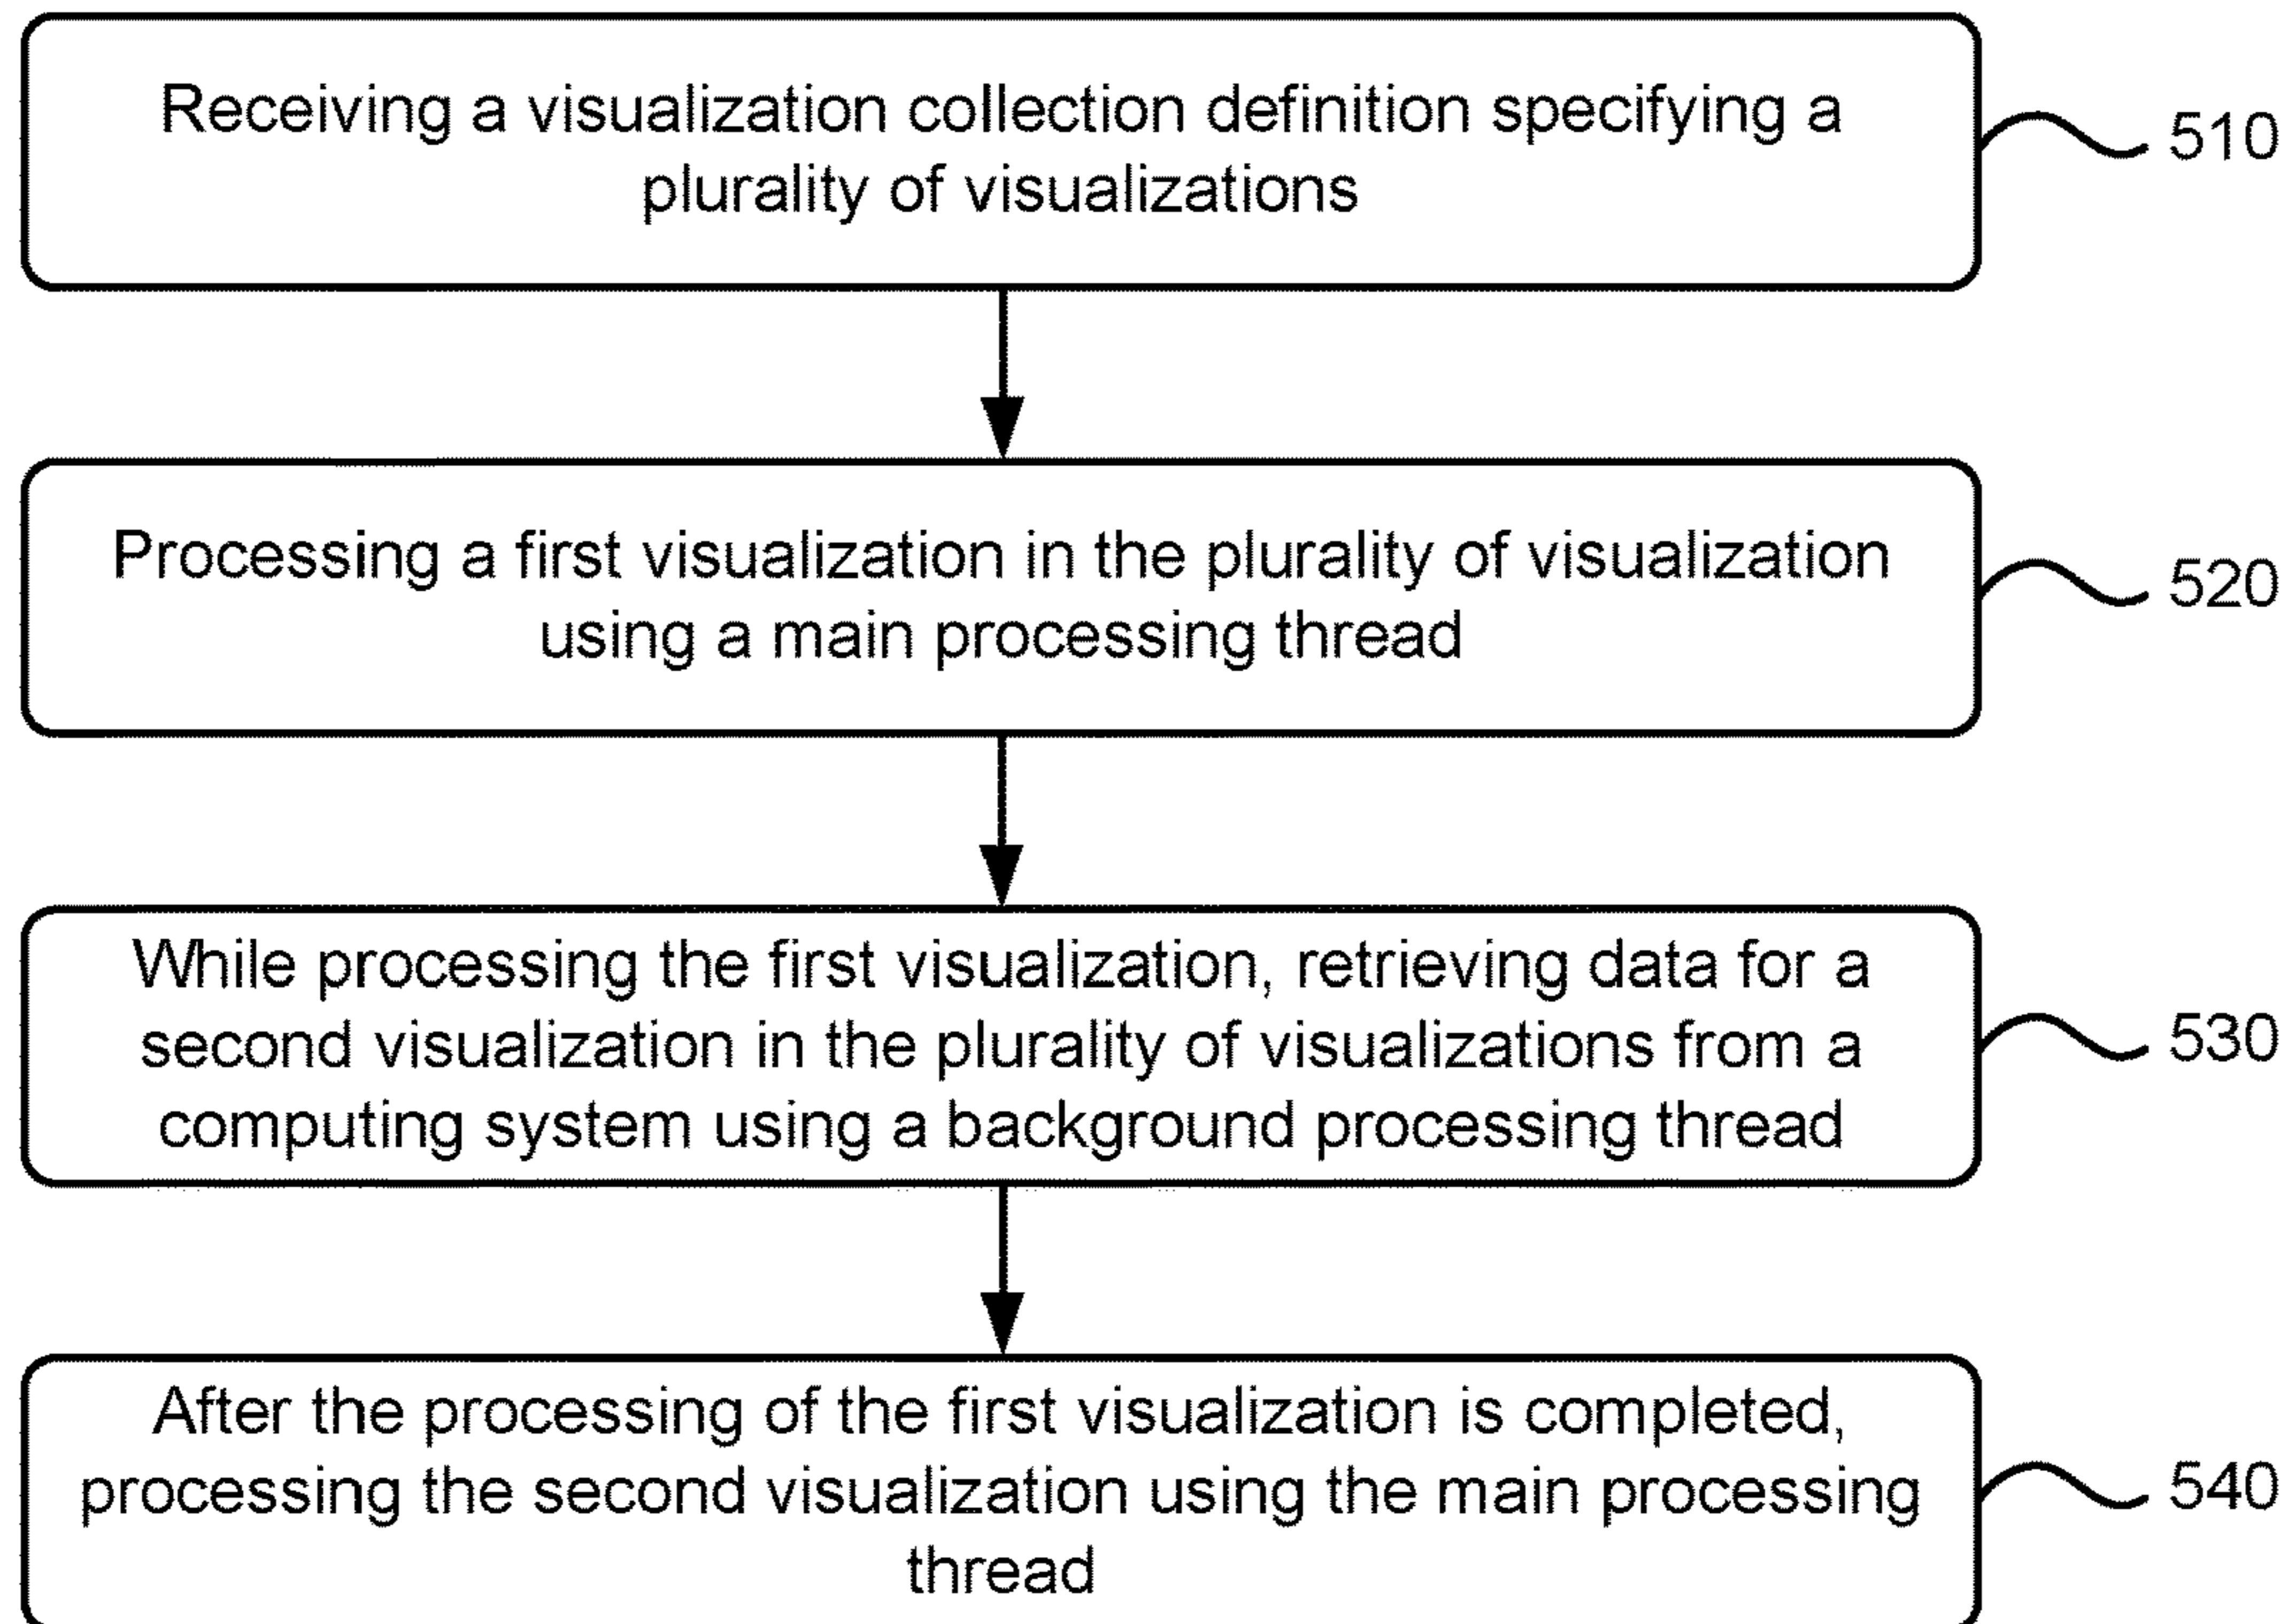 Receiving a visualization collection definition specifying a
plurality of visualizations
510
Processing a first visualization in the plurality of visualization
using a main processing thread
520
While processing the first visualization, retrieving data for a
second visualization in the plurality of visualizations from a
computing system using a background processing thread
530
After the processing of the first visualization is completed,
processing the second visualization using the main processing
thread
540